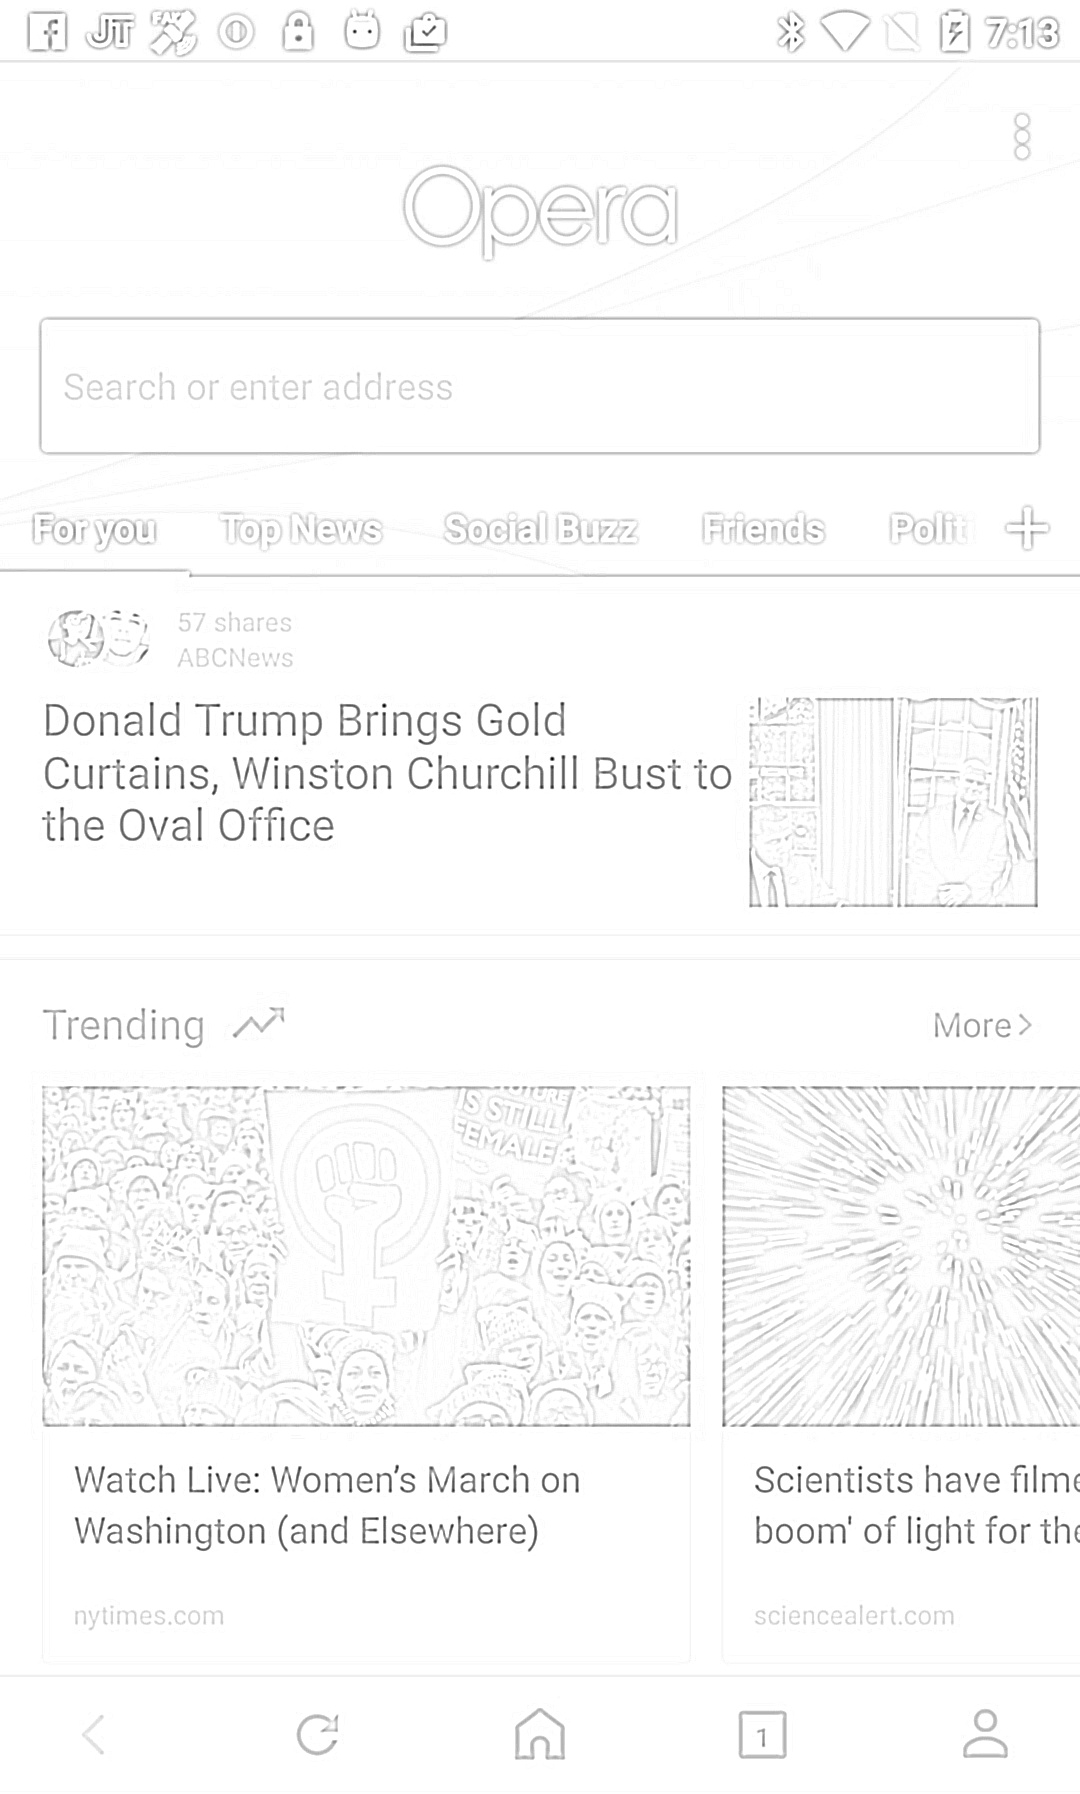 7:13
Opera
Search or enter address
For you Top News Social Buzz Friends Polit
57 shares
ABCNews
Donald Trump Brings Gold
Curtains, Winston Churchill Bust to
the Oval Office
Trending More
IS STILL
FEMALE
Watch Live: Women's March on
Washington (and Elsewhere)
nytimes.com
Scientists have filme
boom' of light for the
sciencealert.com
1